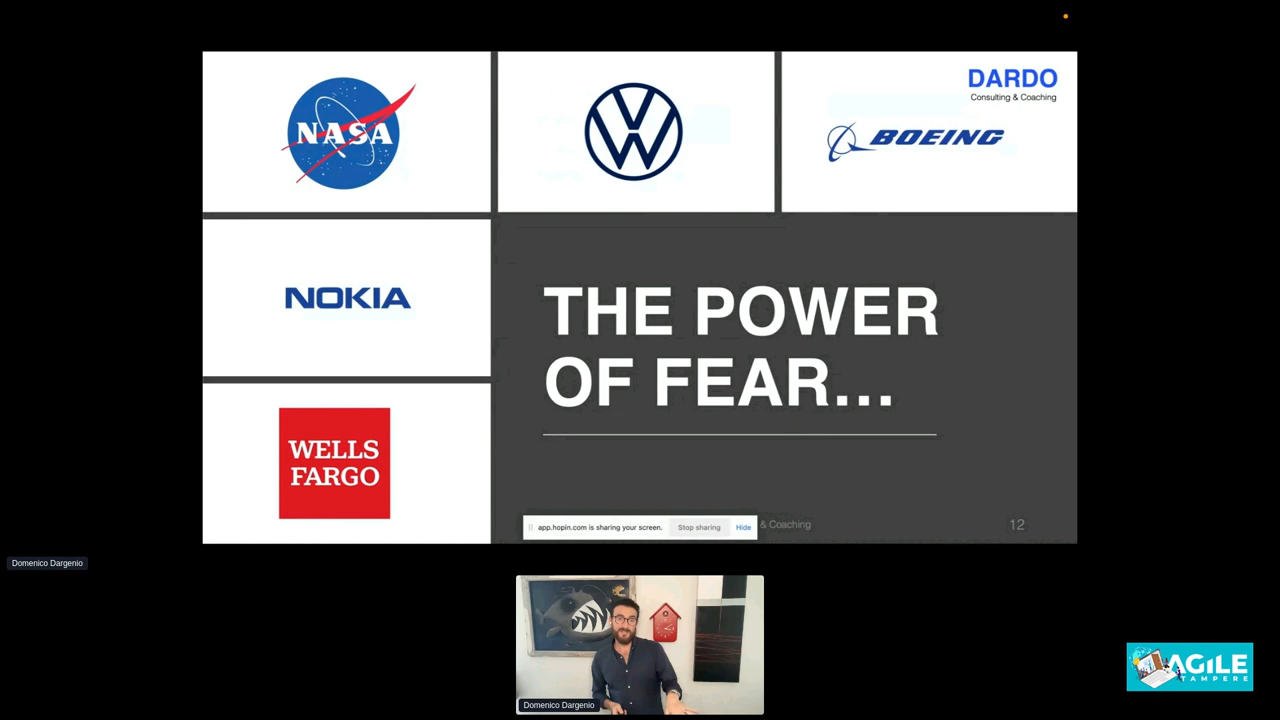 NASA
DARDO
Consulting & Coaching
BOEING
NOKIA
THE POWER
OF FEAR...
WELLS
FARGO
app.hopin.com is sharing your screen.
Stop sharing
Hide
& Coaching
12
Domenico Dargenio
Domenico Dargenio
AGILE
TAMPERE